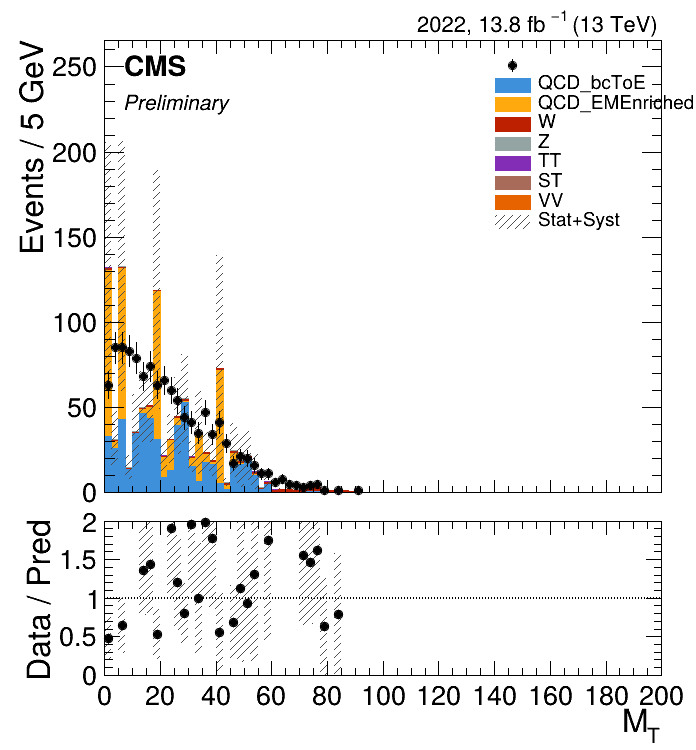 2022, 13.8 fb⁻¹ (13 TeV)
CMS
Preliminary
QCD_bcToE
QCD_EMEnriched
W
Z
TT
ST
VV
Stat+Syst
Events / 5 GeV
250
200
150
100
50
0
Data / Pred
2
1.5
1
0.5
0
0 20 40 60 80 100 120 140 160 180 200
M_T